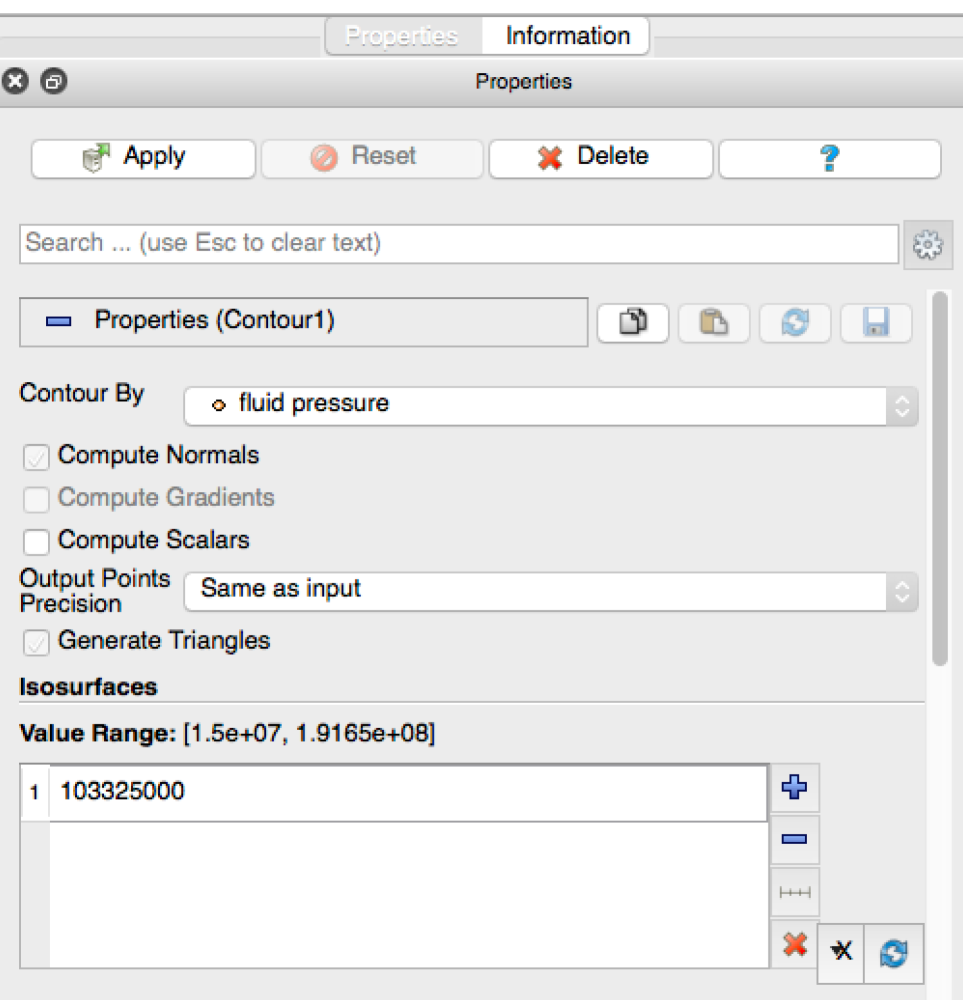 Properties Information
Properties
Apply Reset Delete ?
Search ... (use Esc to clear text)
Properties (Contour1)
Contour By fluid pressure
Compute Normals
Compute Gradients
Compute Scalars
Output Points
Precision
Same as input
Generate Triangles
Isosurfaces
Value Range: [1.5e+07, 1.9165e+08]
1 103325000
X